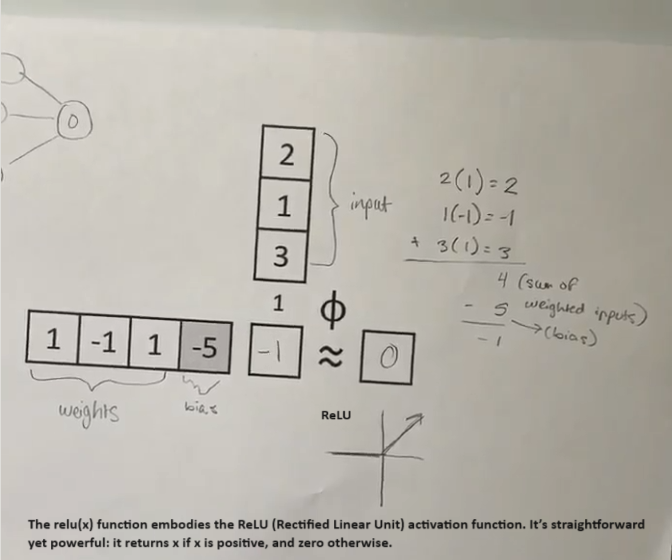 0
2
1
3
input
2(1)=2
1(-1)=-1
+ 3(1)=3
4 (sum of
weighted inputs)
- 5 → (bias)
-1
1 ϕ
1 -1 1 -5 -1 ≈ 0
weights bias
ReLU
The relu(x) function embodies the ReLU (Rectified Linear Unit) activation function. It's straightforward
yet powerful: it returns x if x is positive, and zero otherwise.